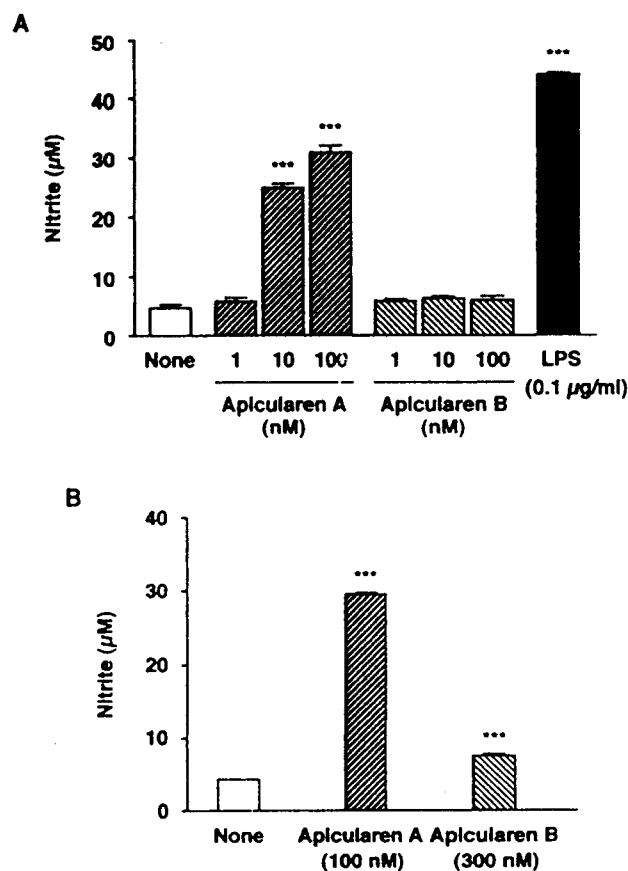 A
***
50
40
30
20
10
0
Nitrite (µM)
***
***
None
1
10
100
1
10
100
LPS
(0.1 µg/ml)
Apicularen A
(nM)
Apicularen B
(nM)
B
40
30
20
10
0
Nitrite (µM)
***
***
None
Apicularen A
(100 nM)
Apicularen B
(300 nM)